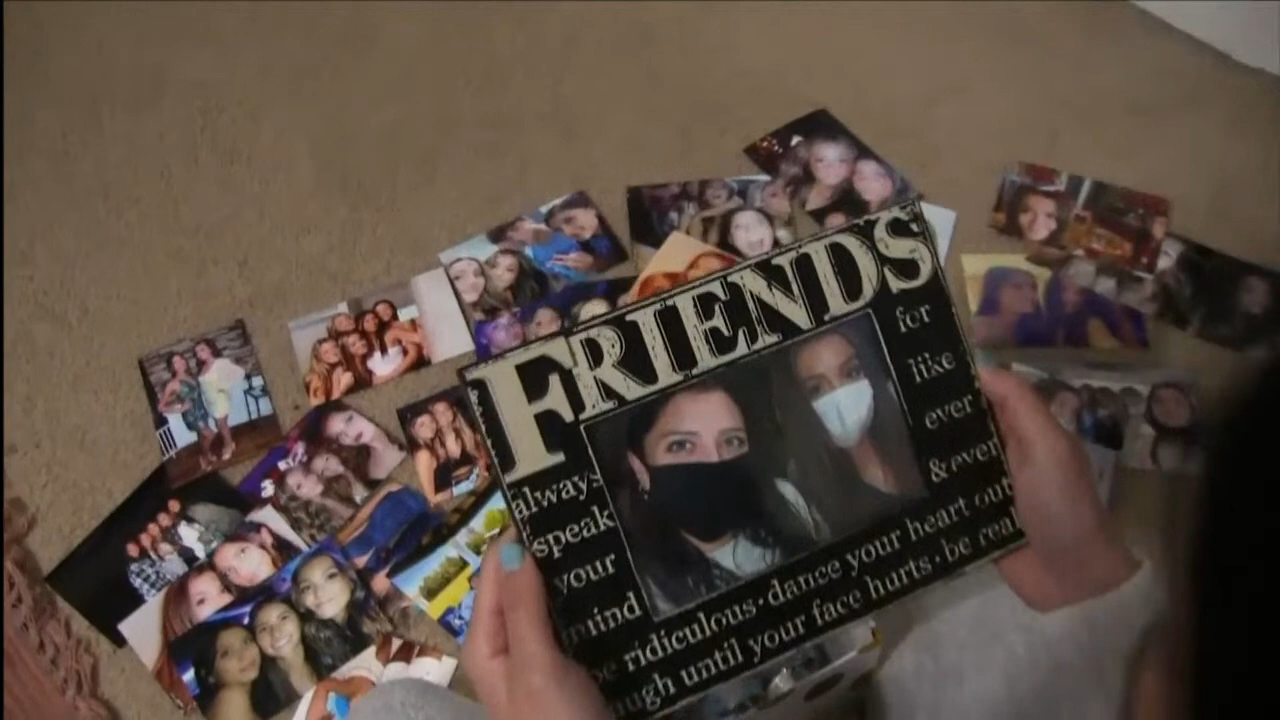 FRIENDS
for
like
ever
& ever
always
speak
your
mind
be ridiculous · dance your heart out
until your face hurts · be real